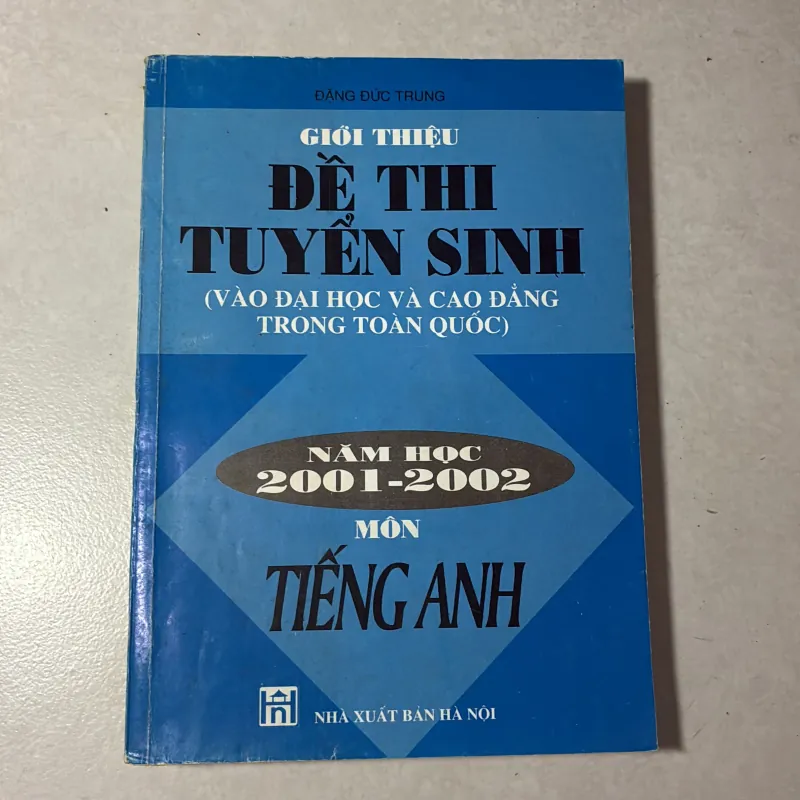 ĐẶNG ĐỨC TRUNG
GIỚI THIỆU
ĐỀ THI
TUYỂN SINH
(VÀO ĐẠI HỌC VÀ CAO ĐẲNG
TRONG TOÀN QUỐC)
NĂM HỌC
2001-2002
MÔN
TIẾNG ANH
NHÀ XUẤT BẢN HÀ NỘI